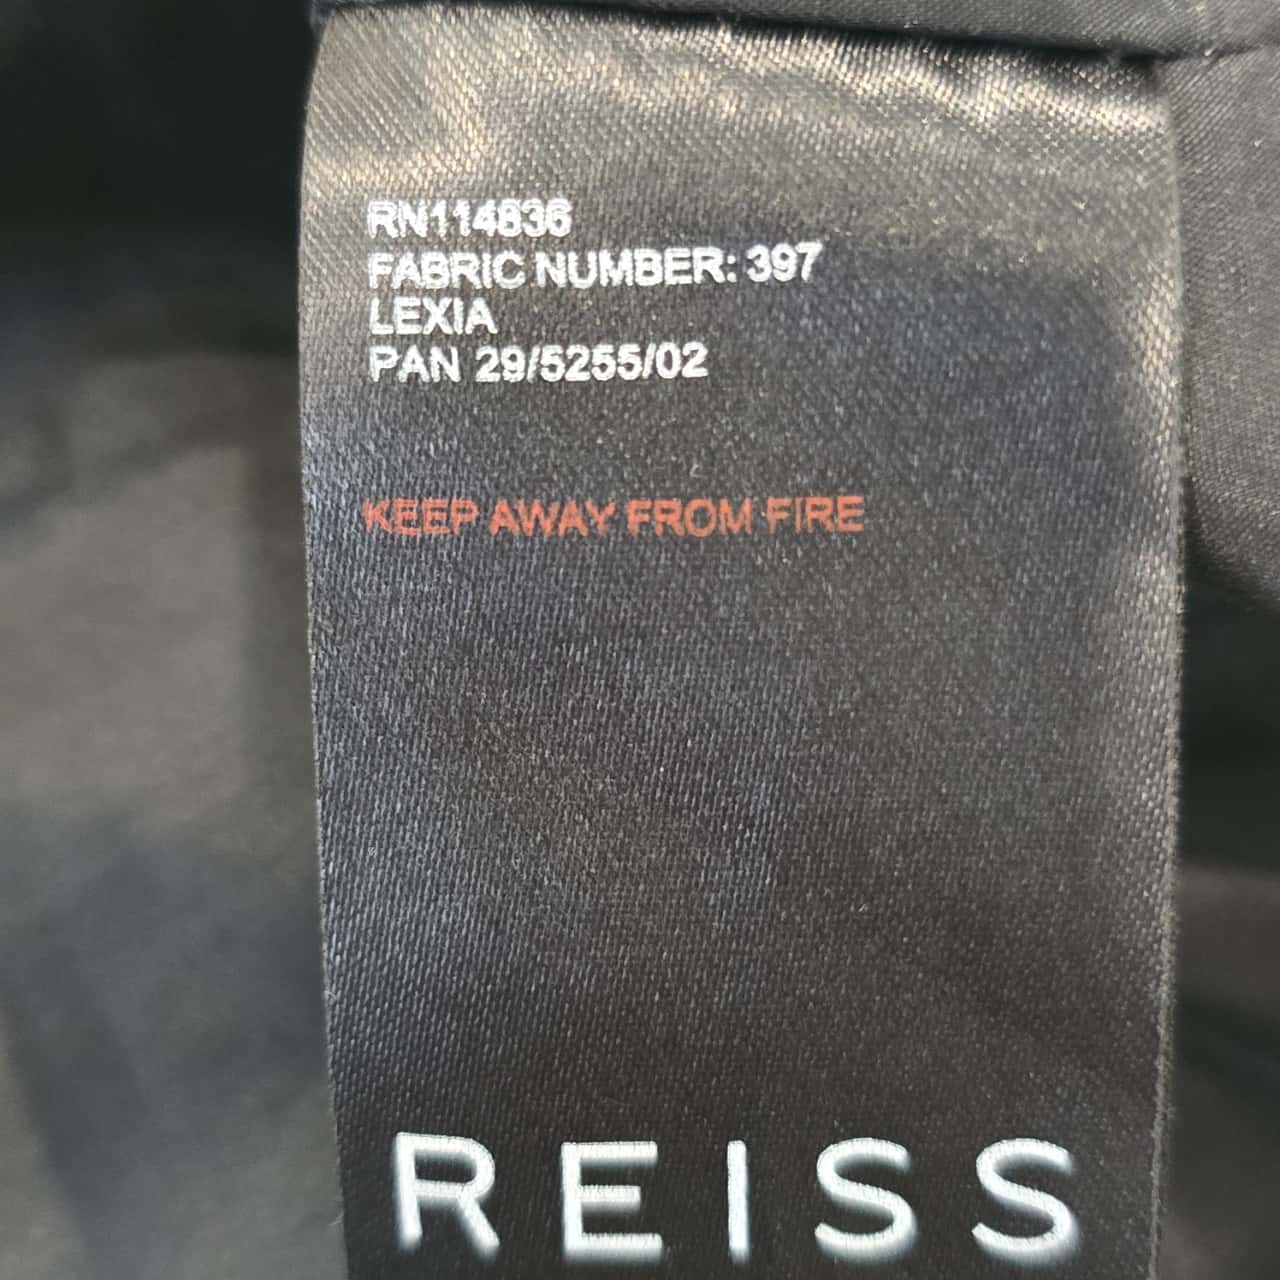 RN114836
FABRIC NUMBER: 397
LEXIA
PAN 29/5255/02
KEEP AWAY FROM FIRE
REISS